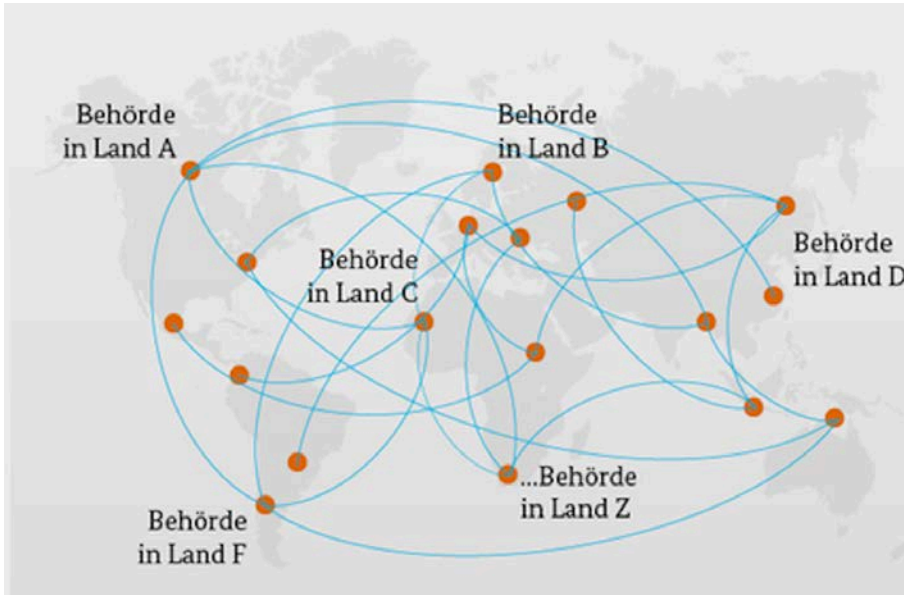 Behörde
in Land A
Behörde
in Land B
Behörde
in Land C
Behörde
in Land D
...Behörde
in Land Z
Behörde
in Land F